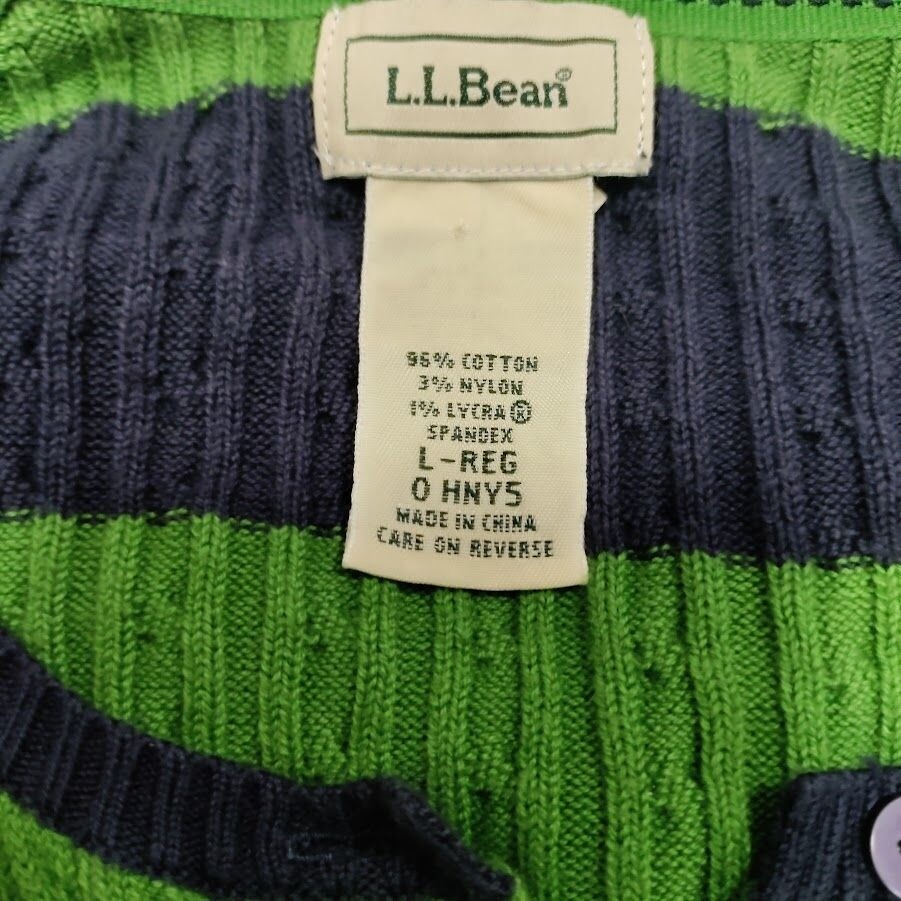 L.L.Bean®
96% COTTON
3% NYLON
1% LYCRA®
SPANDEX
L-REG
0 HNY5
MADE IN CHINA
CARE ON REVERSE